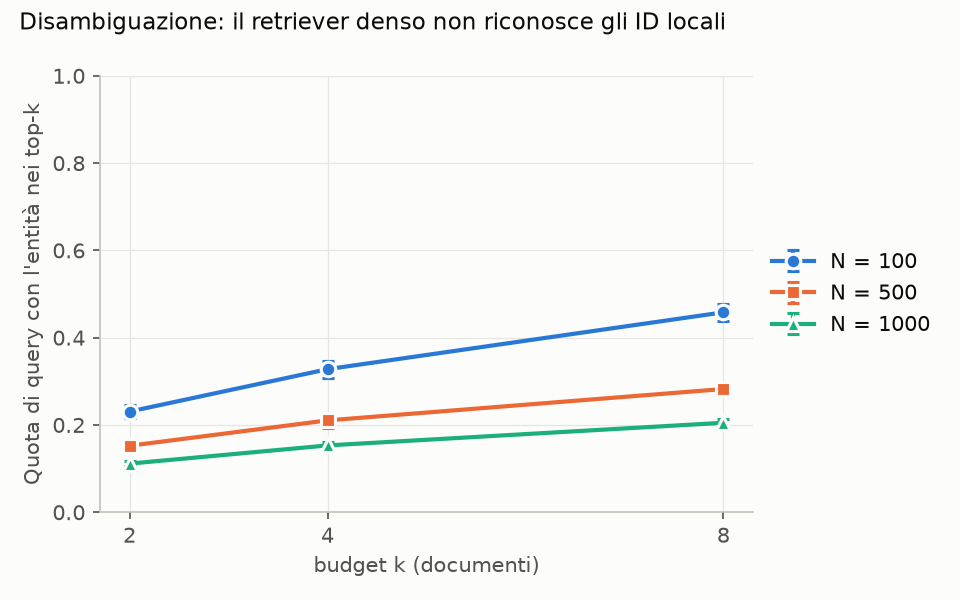 Disambiguazione: il retriever denso non riconosce gli ID locali
Quota di query con l'entità nei top-k
1.0
0.8
0.6
0.4
0.2
0.0
2
4
8
budget k (documenti)
N = 100
N = 500
N = 1000